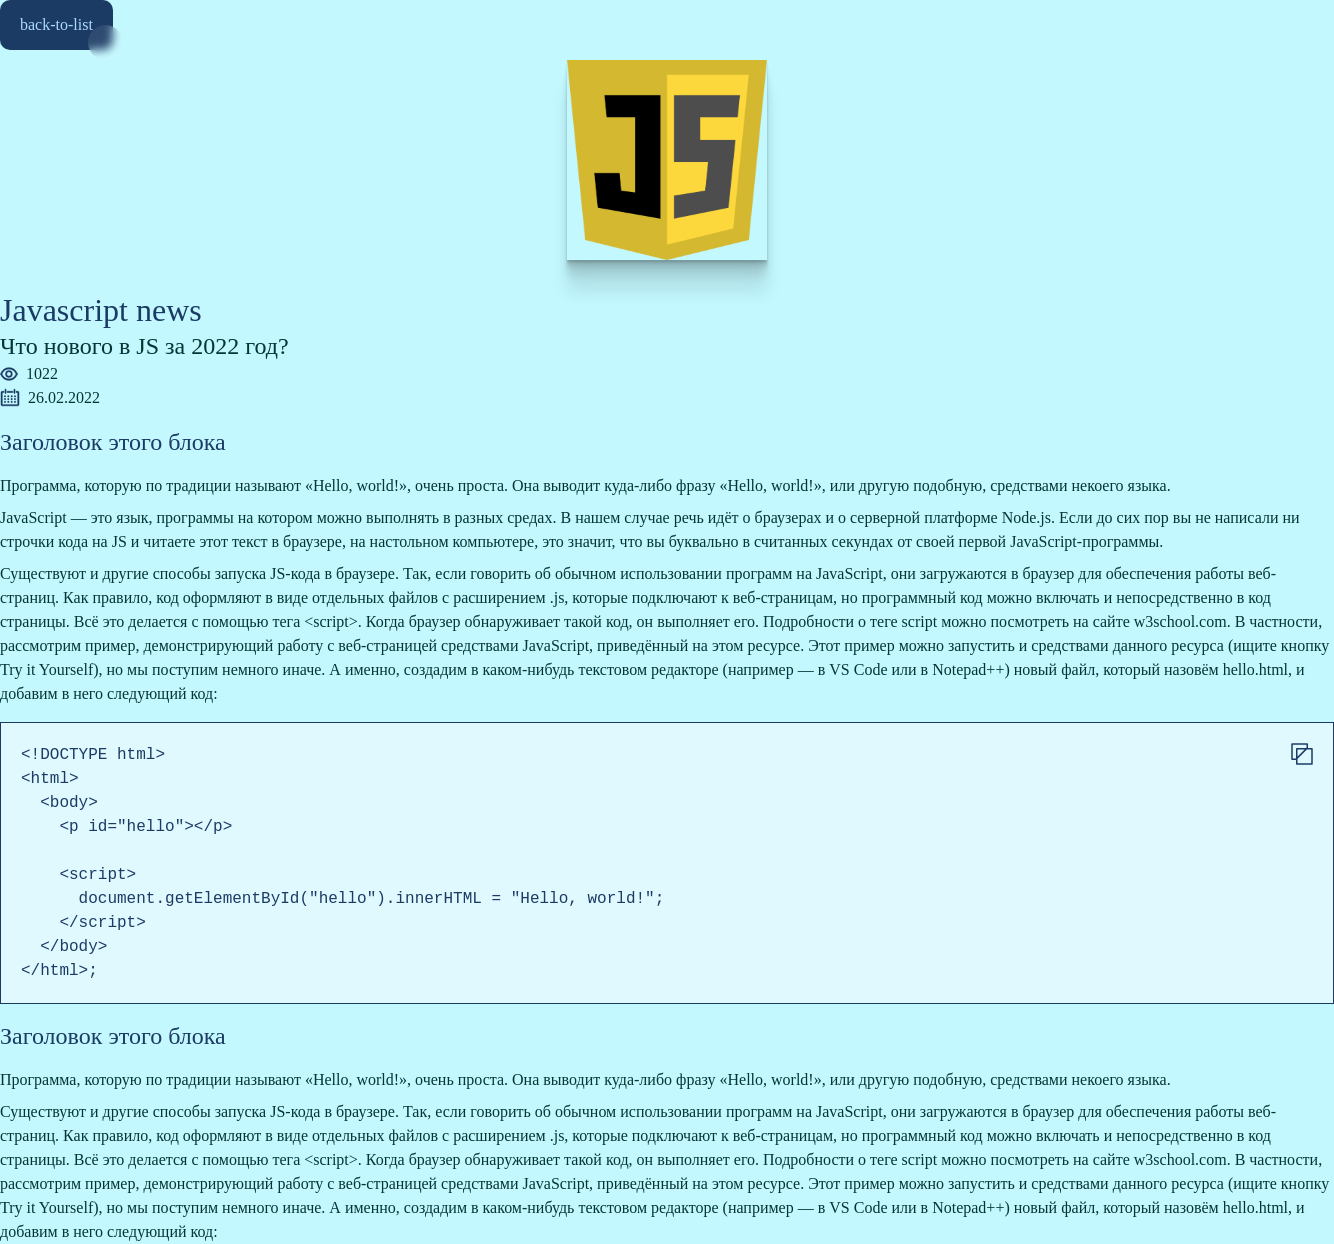 back-to-list
JS
Javascript news
Что нового в JS за 2022 год?
1022
26.02.2022
Заголовок этого блока
Программа, которую по традиции называют «Hello, world!», очень проста. Она выводит куда-либо фразу «Hello, world!», или другую подобную, средствами некоего языка.
JavaScript — это язык, программы на котором можно выполнять в разных средах. В нашем случае речь идёт о браузерах и о серверной платформе Node.js. Если до сих пор вы не написали ни
строчки кода на JS и читаете этот текст в браузере, на настольном компьютере, это значит, что вы буквально в считанных секундах от своей первой JavaScript-программы.
Существуют и другие способы запуска JS-кода в браузере. Так, если говорить об обычном использовании программ на JavaScript, они загружаются в браузер для обеспечения работы веб-
страниц. Как правило, код оформляют в виде отдельных файлов с расширением .js, которые подключают к веб-страницам, но программный код можно включать и непосредственно в код
страницы. Всё это делается с помощью тега <script>. Когда браузер обнаруживает такой код, он выполняет его. Подробности о теге script можно посмотреть на сайте w3school.com. В частности,
рассмотрим пример, демонстрирующий работу с веб-страницей средствами JavaScript, приведённый на этом ресурсе. Этот пример можно запустить и средствами данного ресурса (ищите кнопку
Try it Yourself), но мы поступим немного иначе. А именно, создадим в каком-нибудь текстовом редакторе (например — в VS Code или в Notepad++) новый файл, который назовём hello.html, и
добавим в него следующий код:
<!DOCTYPE html>
<html>
  <body>
    <p id="hello"></p>
    <script>
      document.getElementById("hello").innerHTML = "Hello, world!";
    </script>
  </body>
</html>;
Заголовок этого блока
Программа, которую по традиции называют «Hello, world!», очень проста. Она выводит куда-либо фразу «Hello, world!», или другую подобную, средствами некоего языка.
Существуют и другие способы запуска JS-кода в браузере. Так, если говорить об обычном использовании программ на JavaScript, они загружаются в браузер для обеспечения работы веб-
страниц. Как правило, код оформляют в виде отдельных файлов с расширением .js, которые подключают к веб-страницам, но программный код можно включать и непосредственно в код
страницы. Всё это делается с помощью тега <script>. Когда браузер обнаруживает такой код, он выполняет его. Подробности о теге script можно посмотреть на сайте w3school.com. В частности,
рассмотрим пример, демонстрирующий работу с веб-страницей средствами JavaScript, приведённый на этом ресурсе. Этот пример можно запустить и средствами данного ресурса (ищите кнопку
Try it Yourself), но мы поступим немного иначе. А именно, создадим в каком-нибудь текстовом редакторе (например — в VS Code или в Notepad++) новый файл, который назовём hello.html, и
добавим в него следующий код: